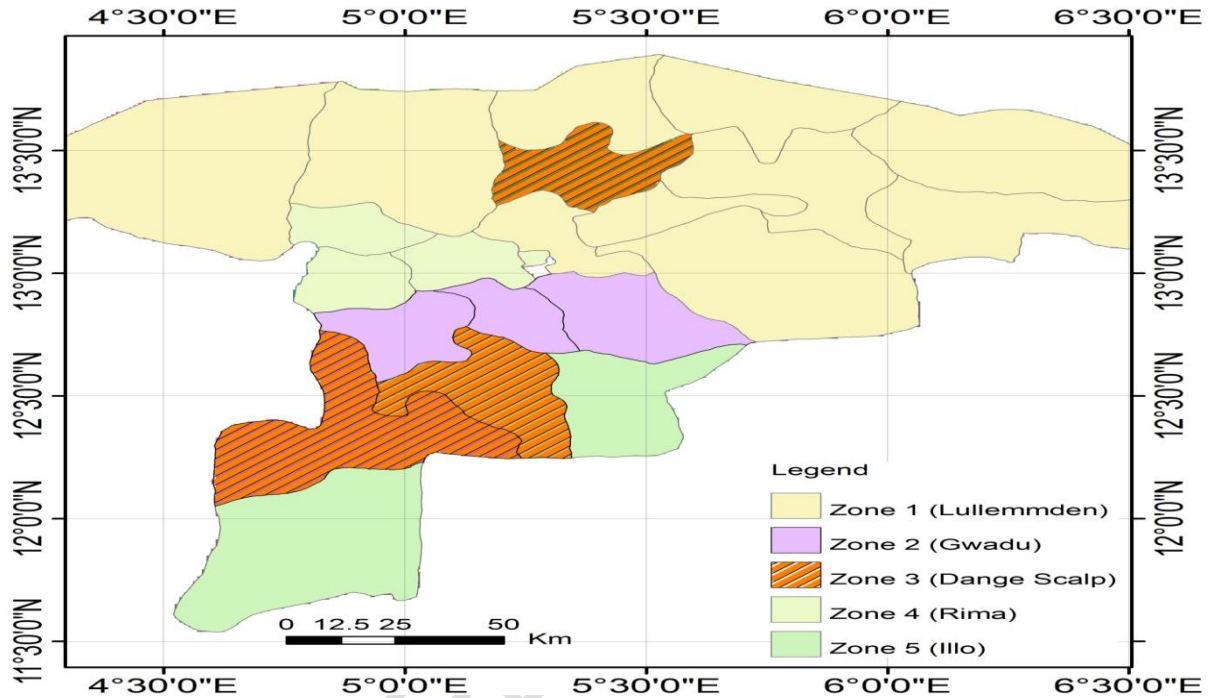 4°30'0"E 5°0'0"E 5°30'0"E 6°0'0"E 6°30'0"E
13°30'0"N 13°30'0"N
13°0'0"N 13°0'0"N
12°30'0"N 12°30'0"N
12°0'0"N 12°0'0"N
11°30'0"N
Legend
Zone 1 (Lullemmden)
Zone 2 (Gwadu)
Zone 3 (Dange Scalp)
Zone 4 (Rima)
Zone 5 (Illo)
0 12.5 25 50
Km
4°30'0"E 5°0'0"E 5°30'0"E 6°0'0"E 6°30'0"E